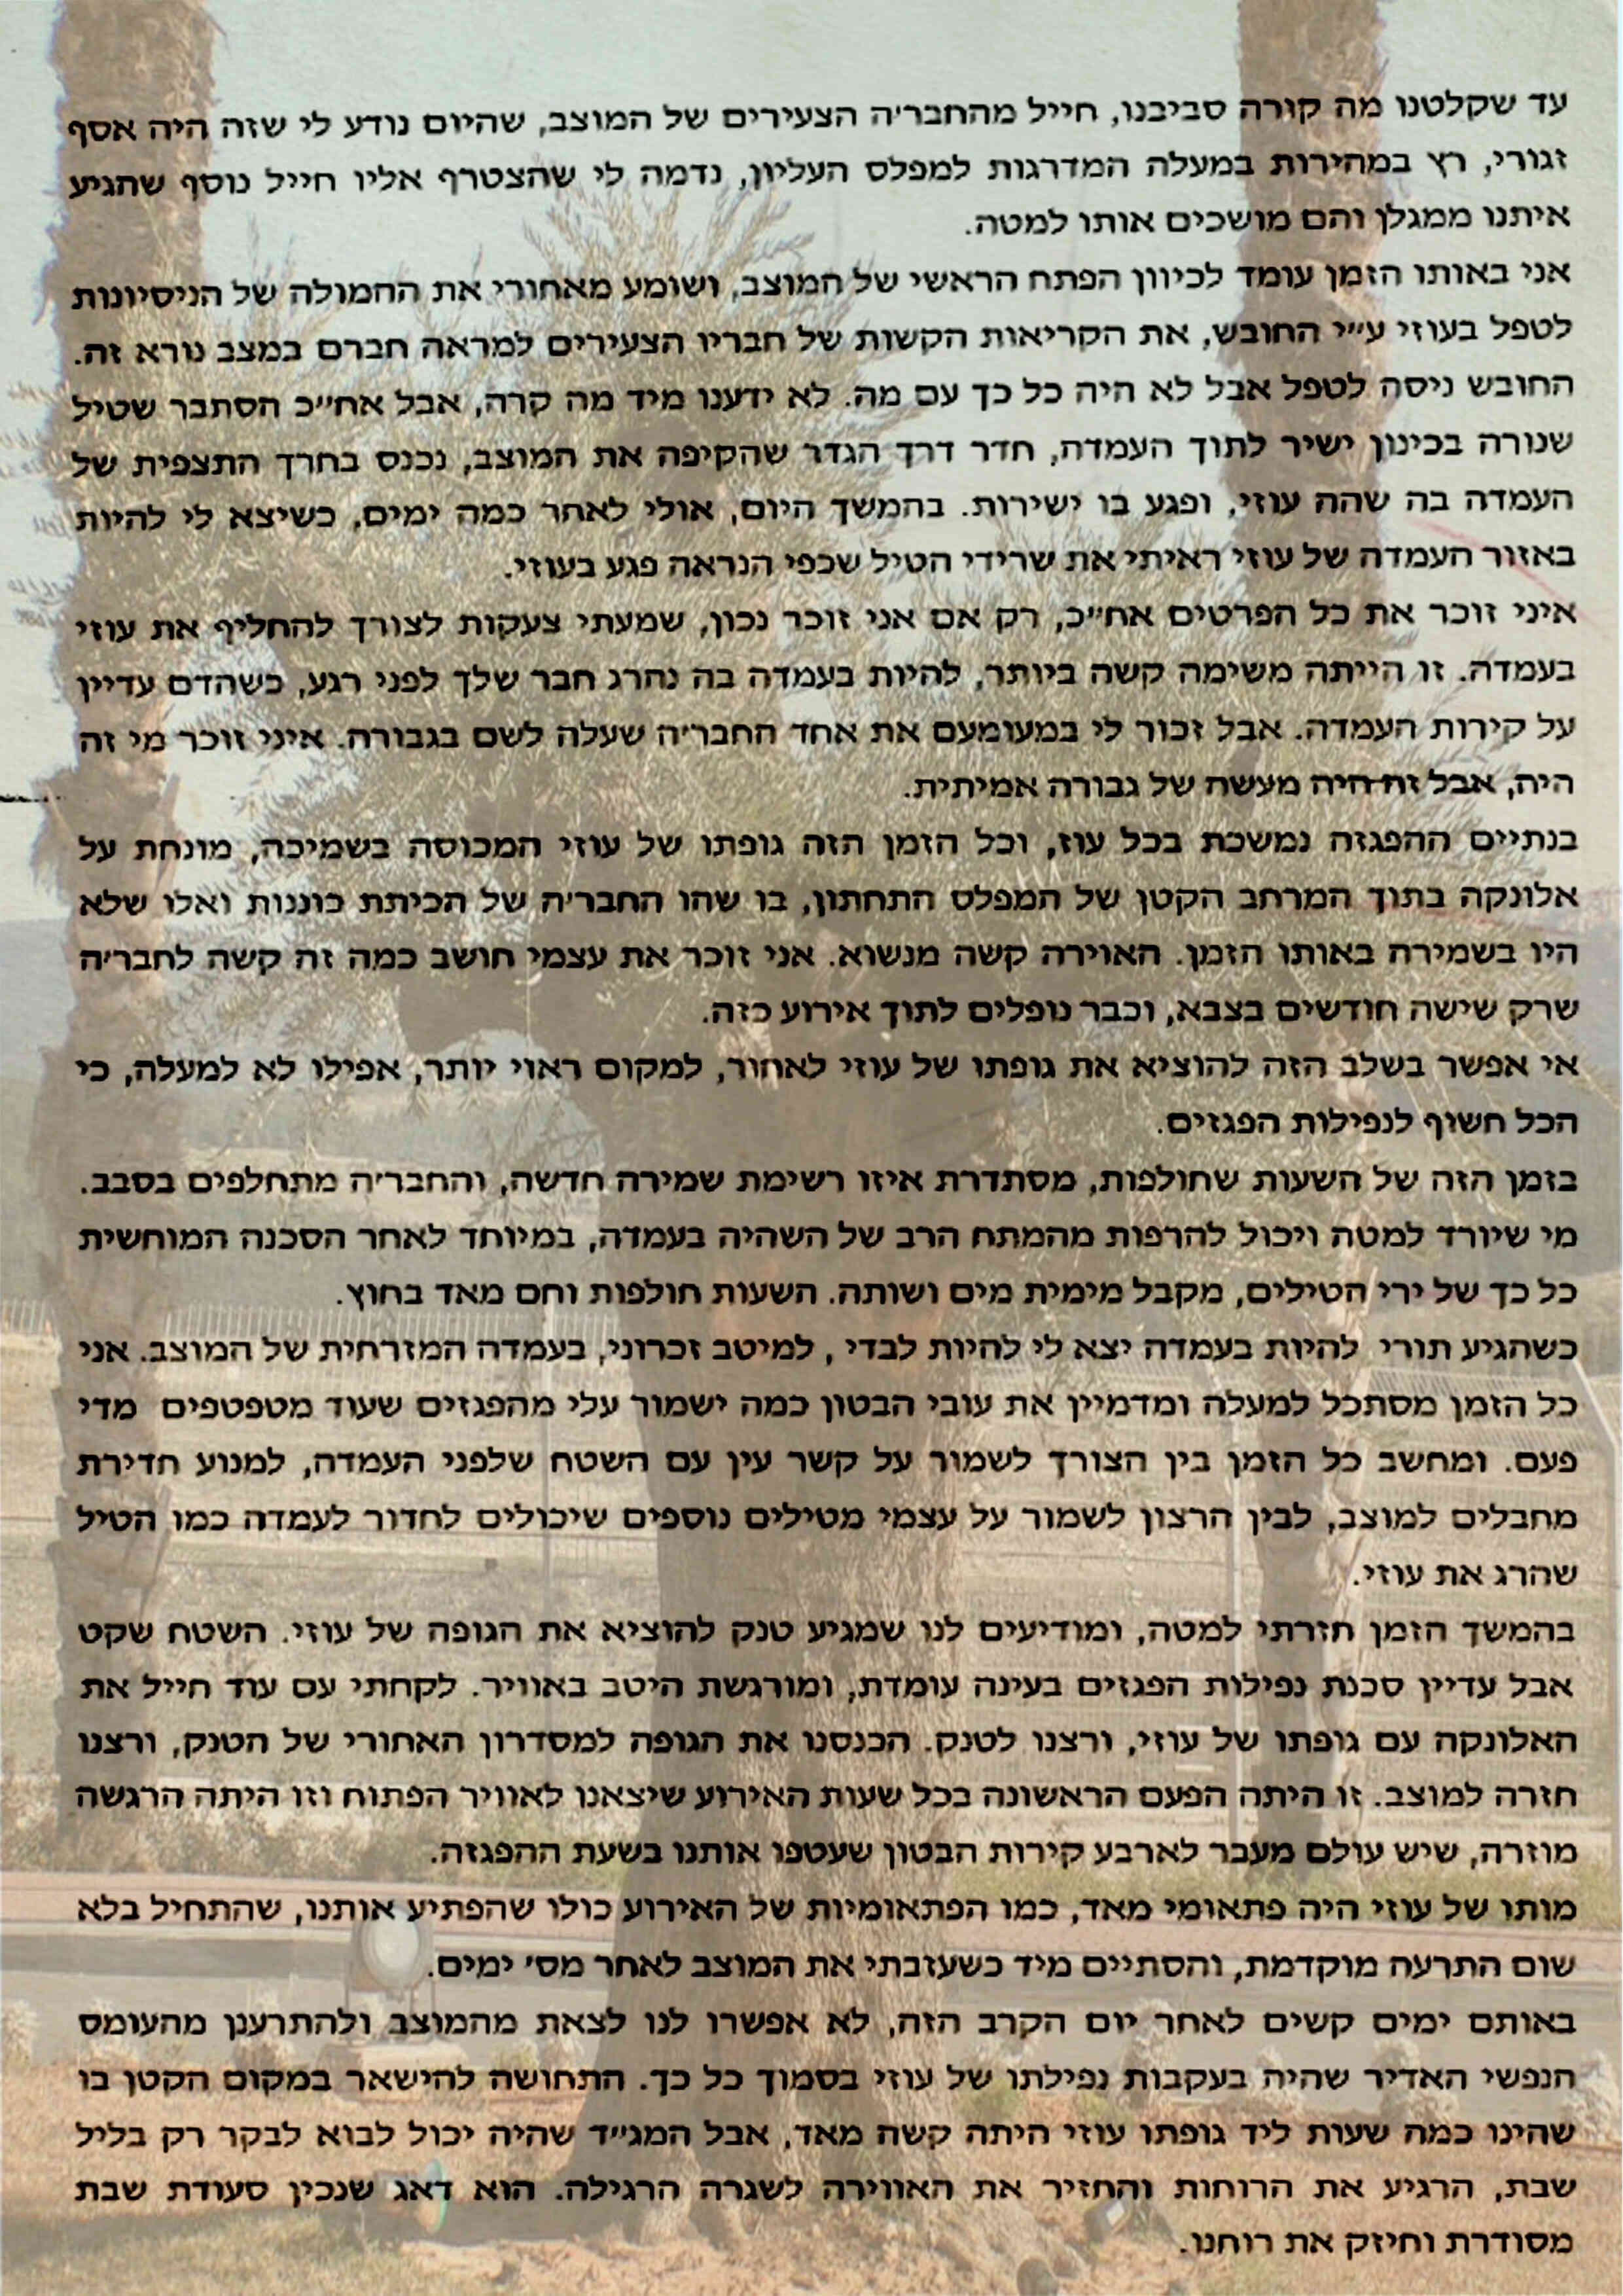 עד שקלטנו מה קורה סביבנו, חייל מהחבר׳ה הצעירים של המוצב, שהיום נודע לי שזה היה אסף
זגורי, רץ במהירות במעלה המדרגות למפלס העליון, נדמה לי שהצטרף אליו חייל נוסף שהגיע
איתנו ממגלן והם מושכים אותו למטה.
אני באותו הזמן עומד לכיוון הפתח הראשי של המוצב, ושומע מאחורי את ההמולה של הניסיונות
לטפל בעוזי ע״י החובש, את הקריאות הקשות של חבריו הצעירים למראה חברם במצב נורא זה.
החובש ניסה לטפל אבל לא היה כל כך עם מה. לא ידענו מיד מה קרה, אבל אח״כ הסתבר שטיל
שנורה בכינון ישיר לתוך העמדה, חדר דרך הגדר שהקיפה את המוצב, נכנס בחרך התצפית של
העמדה בה שהה עוזי, ופגע בו ישירות. בהמשך היום, אולי לאחר כמה ימים, כשיצא לי להיות
באזור העמדה של עוזי ראיתי את שרידי הטיל שכפי הנראה פגע בעוזי.
איני זוכר את כל הפרטים אח״כ, רק אם אני זוכר נכון, שמעתי צעקות לצורך להחליף את עוזי
בעמדה. זו הייתה משימה קשה ביותר, להיות בעמדה בה נהרג חבר שלך לפני רגע, כשהדם עדיין
על קירות העמדה. אבל זכור לי במעומעם את אחד החבר׳ה שעלה לשם בגבורה. איני זוכר מי זה
היה, אבל זה היה מעשה של גבורה אמיתית.
בנתיים ההפגזה נמשכת בכל עוז, וכל הזמן הזה גופתו של עוזי המכוסה בשמיכה, מונחת על
אלונקה בתוך המרחב הקטן של המפלס התחתון, בו שהו החבר׳ה של הכיתת כוננות ואלו שלא
היו בשמירה באותו הזמן. האוירה קשה מנשוא. אני זוכר את עצמי חושב כמה זה קשה לחבר׳ה
שרק שישה חודשים בצבא, וכבר נופלים לתוך אירוע כזה.
אי אפשר בשלב הזה להוציא את גופתו של עוזי לאחור, למקום ראוי יותר, אפילו לא למעלה, כי
הכל חשוף לנפילות הפגזים.
בזמן הזה של השעות שחולפות, מסתדרת איזו רשימת שמירה חדשה, והחבר׳ה מתחלפים בסבב.
מי שיורד למטה ויכול להרפות מהמתח הרב של השהיה בעמדה, במיוחד לאחר הסכנה המוחשית
כל כך של ירי הטילים, מקבל מימית מים ושותה. השעות חולפות וחם מאד בחוץ.
כשהגיע תורי להיות בעמדה יצא לי להיות לבדי , למיטב זכרוני, בעמדה המזרחית של המוצב. אני
כל הזמן מסתכל למעלה ומדמיין את עובי הבטון כמה ישמור עלי מהפגזים שעוד מטפטפים מדי
פעם. ומחשב כל הזמן בין הצורך לשמור על קשר עין עם השטח שלפני העמדה, למנוע חדירת
מחבלים למוצב, לבין הרצון לשמור על עצמי מטילים נוספים שיכולים לחדור לעמדה כמו הטיל
שהרג את עוזי.
בהמשך הזמן חזרתי למטה, ומודיעים לנו שמגיע טנק להוציא את הגופה של עוזי. השטח שקט
אבל עדיין סכנת נפילות הפגזים בעינה עומדת, ומורגשת היטב באוויר. לקחתי עם עוד חייל את
האלונקה עם גופתו של עוזי, ורצנו לטנק. הכנסנו את הגופה למסדרון האחורי של הטנק, ורצנו
חזרה למוצב. זו היתה הפעם הראשונה בכל שעות האירוע שיצאנו לאוויר הפתוח וזו היתה הרגשה
מוזרה, שיש עולם מעבר לארבע קירות הבטון שעטפו אותנו בשעת ההפגזה.
מותו של עוזי היה פתאומי מאד, כמו הפתאומיות של האירוע כולו שהפתיע אותנו, שהתחיל בלא
שום התרעה מוקדמת, והסתיים מיד כשעזבתי את המוצב לאחר מס׳ ימים.
באותם ימים קשים לאחר יום הקרב הזה, לא אפשרו לנו לצאת מהמוצב ולהתרענן מהעומס
הנפשי האדיר שהיה בעקבות נפילתו של עוזי בסמוך כל כך. התחושה להישאר במקום הקטן בו
שהינו כמה שעות ליד גופתו עוזי היתה קשה מאד, אבל המג״ד שהיה יכול לבוא לבקר רק בליל
שבת, הרגיע את הרוחות והחזיר את האווירה לשגרה הרגילה. הוא דאג שנכין סעודת שבת
מסודרת וחיזק את רוחנו.